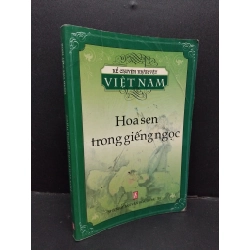 KỂ CHUYỆN NHÂN VẬT
VIỆT NAM
Hoa sen
trong giếng ngọc